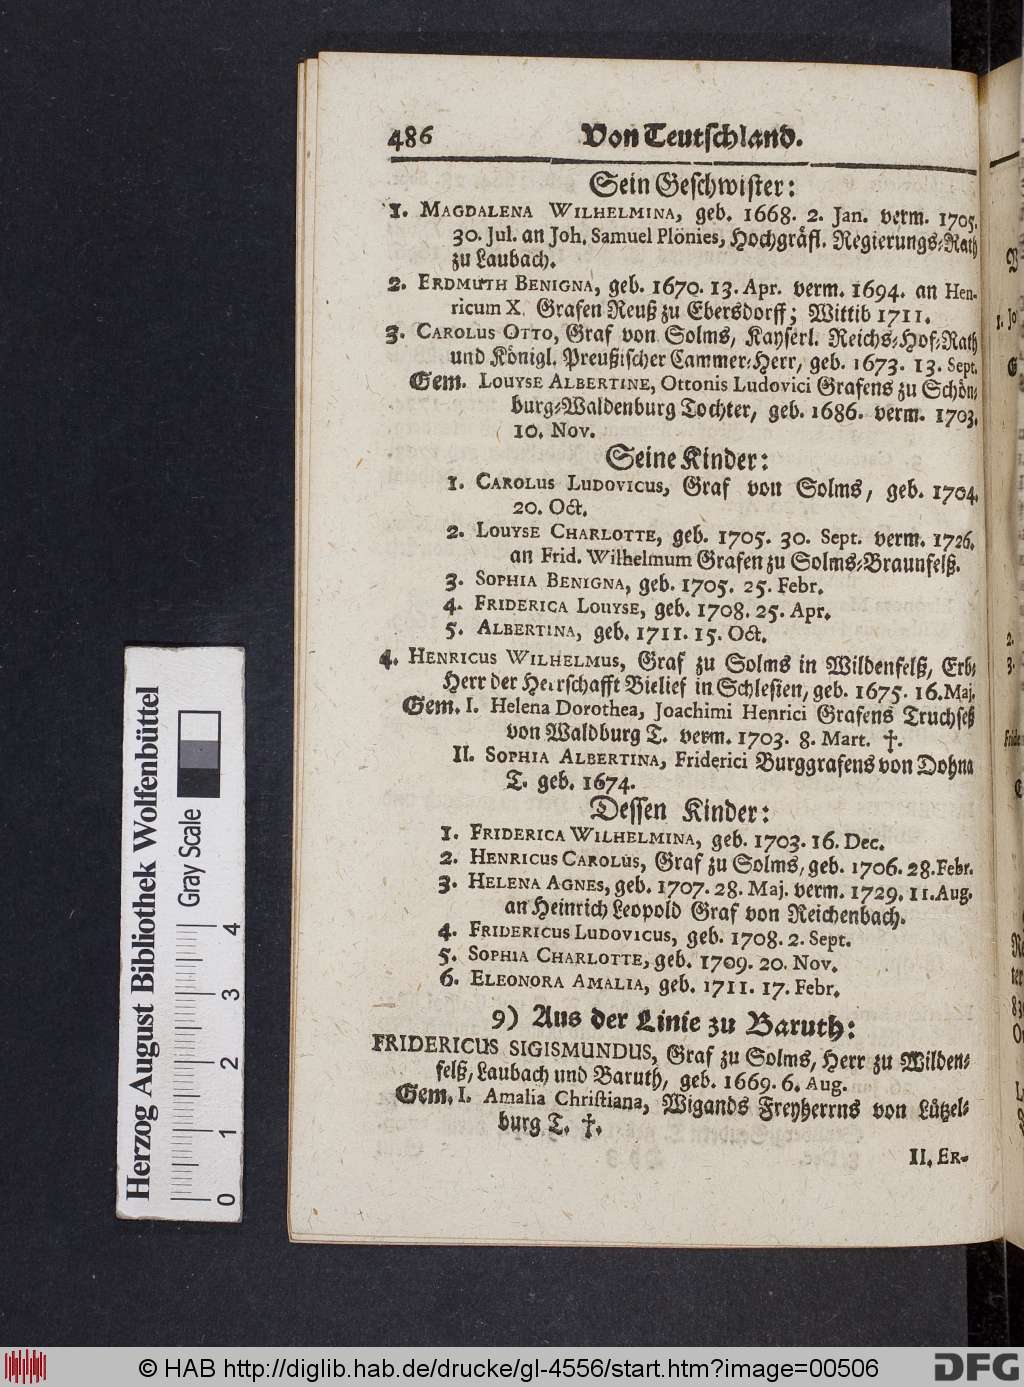 486 Von Teutschland.
Sein Geschwister:
1. MAGDALENA WILHELMINA, geb. 1668. 2. Jan. verm. 1705.
30. Jul. an Joh. Samuel Plönies, Hochgräfl. Regierungs-Rath
zu Laubach.
2. ERDMUTH BENIGNA, geb. 1670. 13. Apr. verm. 1694. an Hen-
ricum X. Grafen Reuß zu Ebersdorff; Wittib 1711.
3. CAROLUS OTTO, Graf von Solms, Kayserl. Reichs-Hof-Rath
und Königl. Preußischer Cammer-Herr, geb. 1673. 13. Sept.
Gem. LOUYSE ALBERTINE, Ottonis Ludovici Grafens zu Schön-
burg-Waldenburg Tochter, geb. 1686. verm. 1703.
10. Nov.
Seine Kinder:
1. CAROLUS LUDOVICUS, Graf von Solms, geb. 1704.
20. Oct.
2. LOUYSE CHARLOTTE, geb. 1705. 30. Sept. verm. 1726.
an Frid. Wilhelmum Grafen zu Solms-Braunfelß.
3. SOPHIA BENIGNA, geb. 1705. 25. Febr.
4. FRIDERICA LOUYSE, geb. 1708. 25. Apr.
5. ALBERTINA, geb. 1711. 15. Oct.
4. HENRICUS WILHELMUS, Graf zu Solms in Wildenfelß, Erb-
Herr der Herrschafft Bielief in Schlesien, geb. 1675. 16. Maj.
Gem. I. Helena Dorothea, Joachimi Henrici Grafens Truchseß
von Waldburg T. verm. 1703. 8. Mart. †.
II. SOPHIA ALBERTINA, Friderici Burggrafens von Dohna
T. geb. 1674.
Dessen Kinder:
1. FRIDERICA WILHELMINA, geb. 1703. 16. Dec.
2. HENRICUS CAROLUS, Graf zu Solms, geb. 1706. 28. Febr.
3. HELENA AGNES, geb. 1707. 28. Maj. verm. 1729. 11. Aug.
an Heinrich Leopold Graf von Reichenbach.
4. FRIDERICUS LUDOVICUS, geb. 1708. 2. Sept.
5. SOPHIA CHARLOTTE, geb. 1709. 20. Nov.
6. ELEONORA AMALIA, geb. 1711. 17. Febr.
9) Aus der Linie zu Baruth:
FRIDERICUS SIGISMUNDUS, Graf zu Solms, Herr zu Wilden-
felß, Laubach und Baruth, geb. 1669. 6. Aug.
Gem. I. Amalia Christiana, Wigands Freyherrns von Lützel-
burg T. †.
II. ER-
Herzog August Bibliothek Wolfenbüttel
Gray Scale
0 1 2 3 4
© HAB http://diglib.hab.de/drucke/gl-4556/start.htm?image=00506
DFG